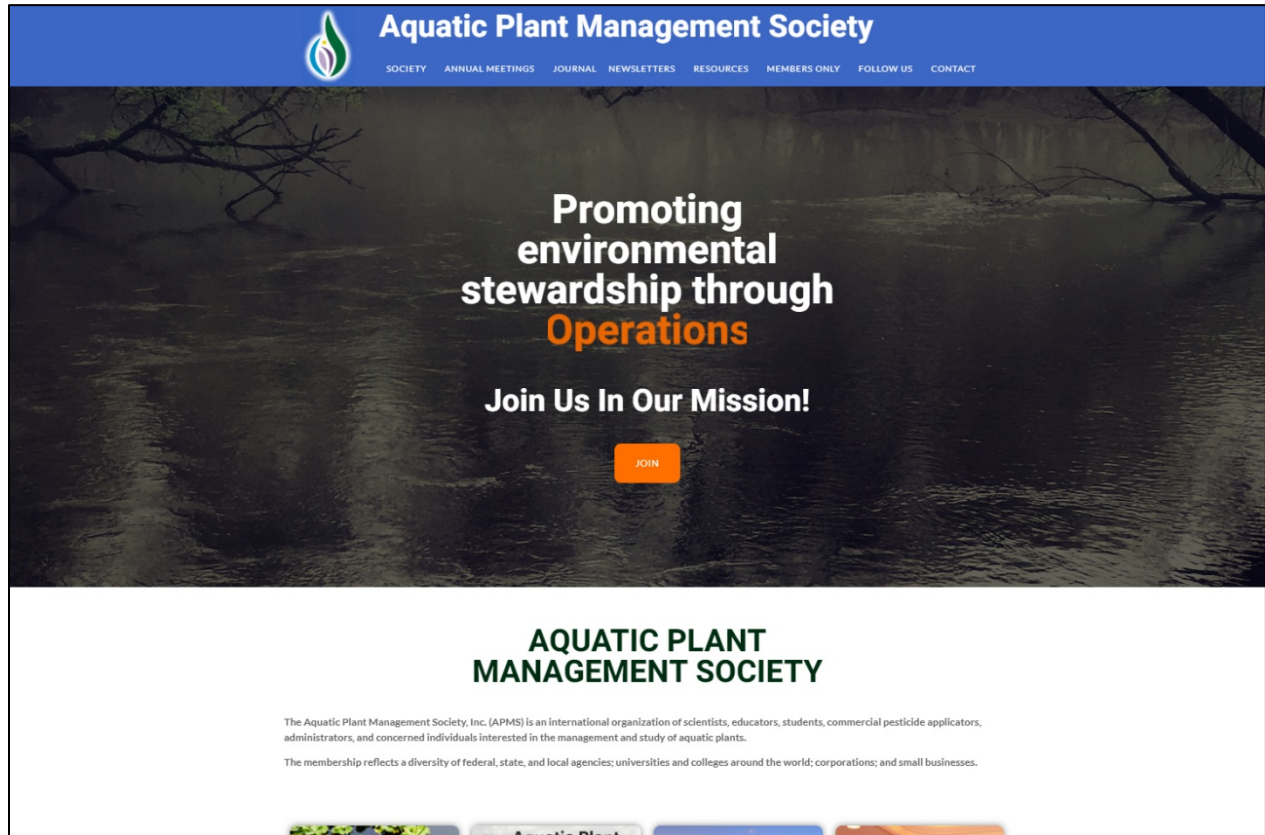 Aquatic Plant Management Society
SOCIETY ANNUAL MEETINGS JOURNAL NEWSLETTERS RESOURCES MEMBERS ONLY FOLLOW US CONTACT
Promoting
environmental
stewardship through
Operations
Join Us In Our Mission!
JOIN
AQUATIC PLANT
MANAGEMENT SOCIETY
The Aquatic Plant Management Society, Inc. (APMS) is an international organization of scientists, educators, students, commercial pesticide applicators,
administrators, and concerned individuals interested in the management and study of aquatic plants.
The membership reflects a diversity of federal, state, and local agencies; universities and colleges around the world; corporations; and small businesses.
Aquatic Plant